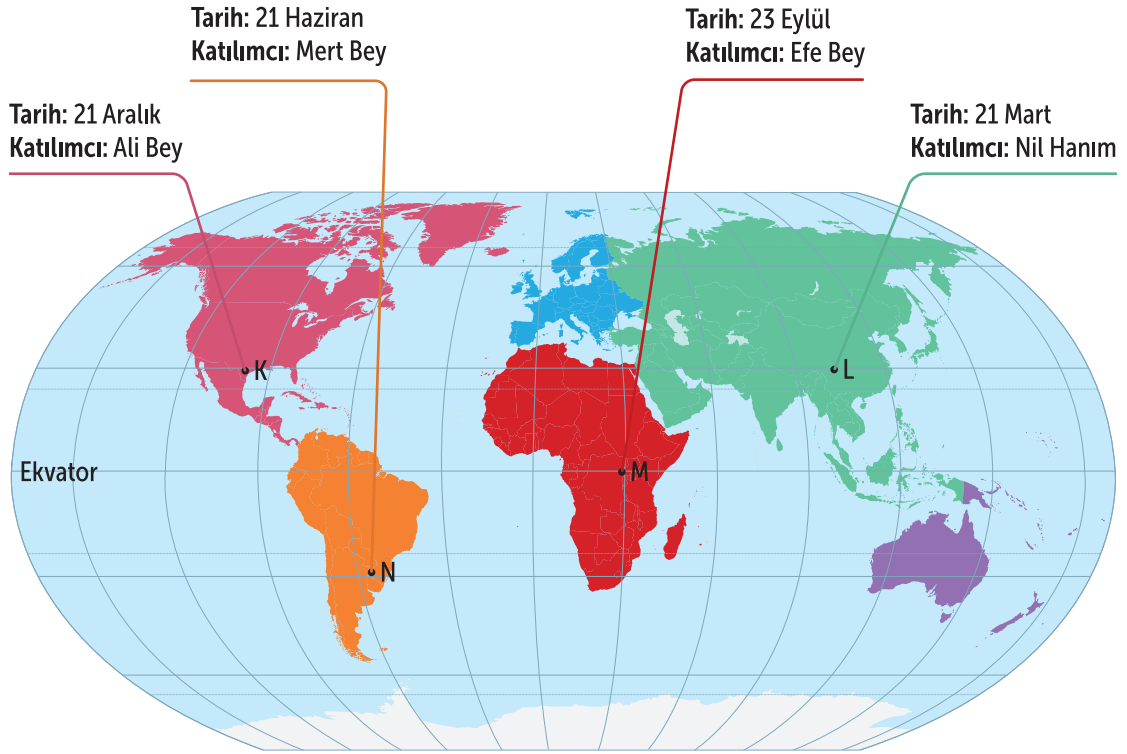 Tarih: 21 Haziran
Katılımcı: Mert Bey
Tarih: 23 Eylül
Katılımcı: Efe Bey
Tarih: 21 Aralık
Katılımcı: Ali Bey
Tarih: 21 Mart
Katılımcı: Nil Hanım
K
L
Ekvator
M
N